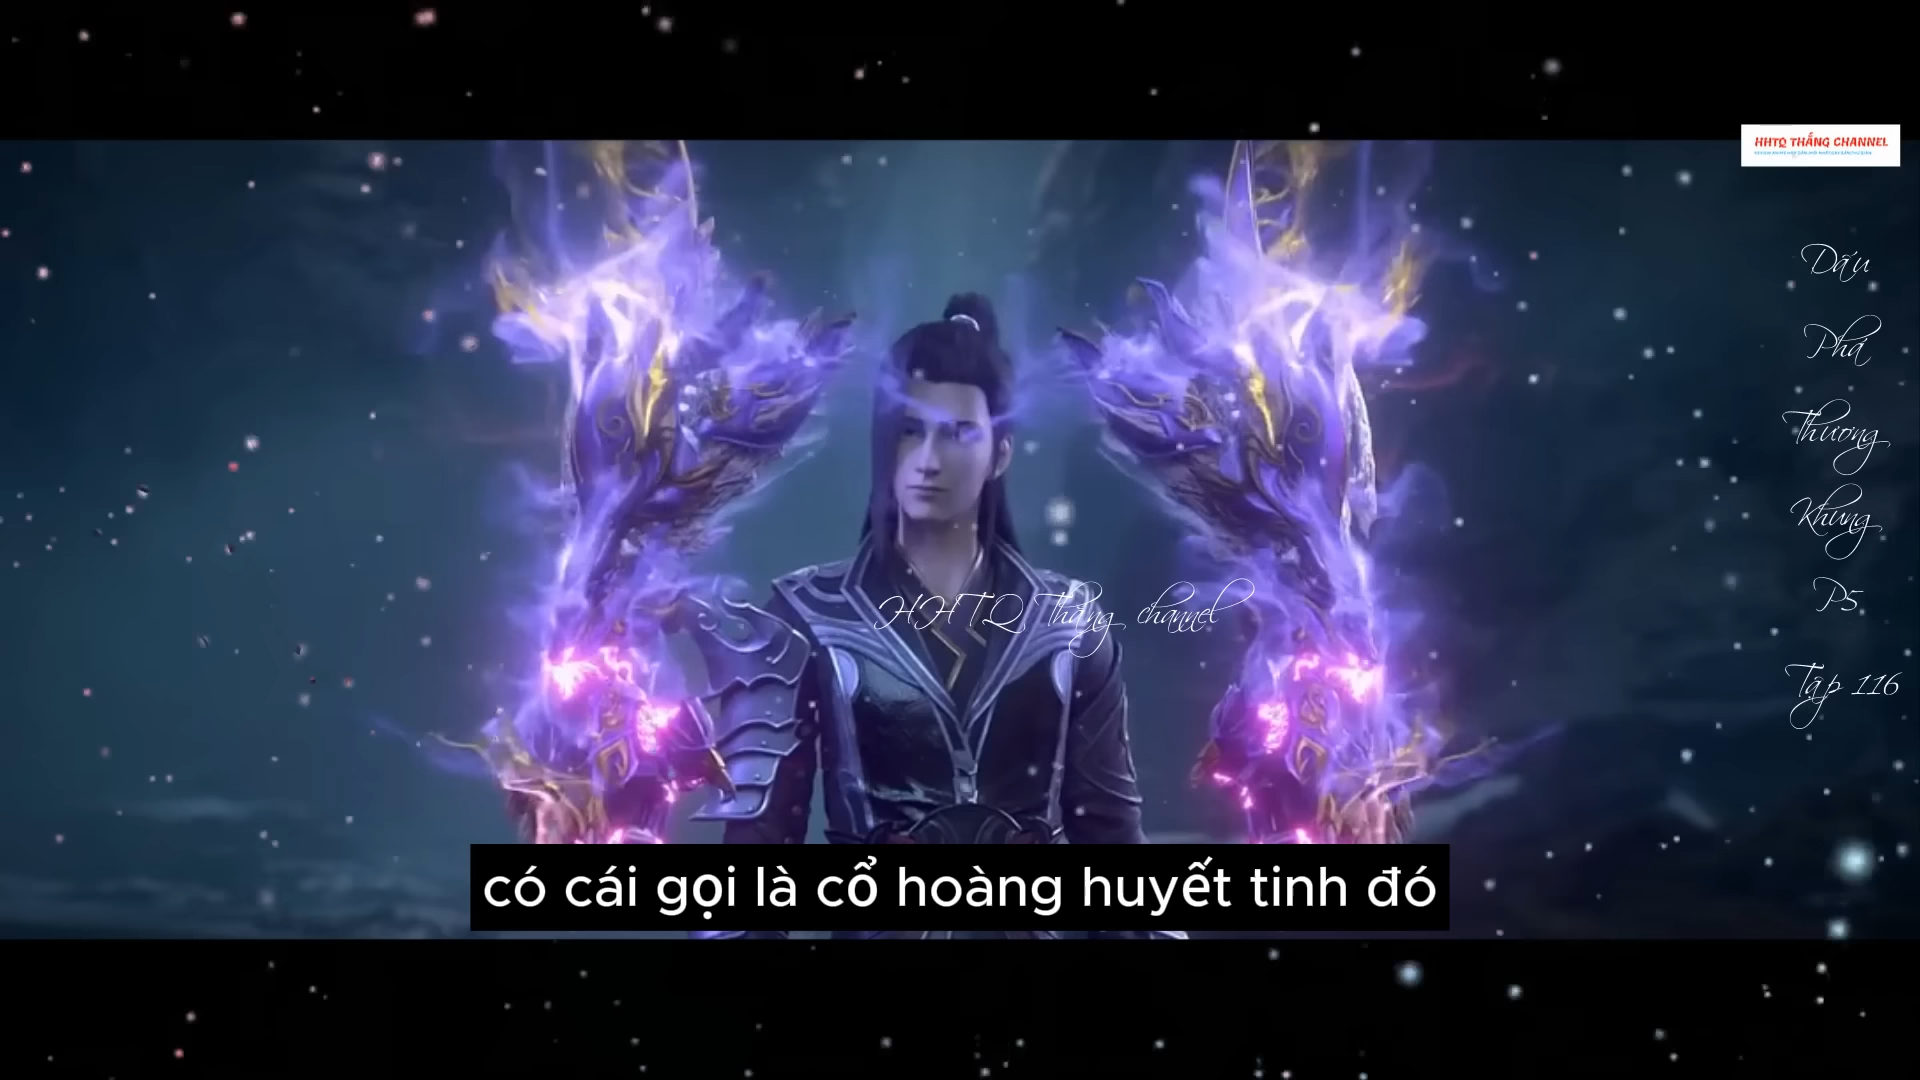 HHTQ THẮNG CHANNEL
Dấu
Phá
Thương
Khung
P5
Tập 116
HHTQ Thắng channel
có cái gọi là cổ hoàng huyết tinh đó